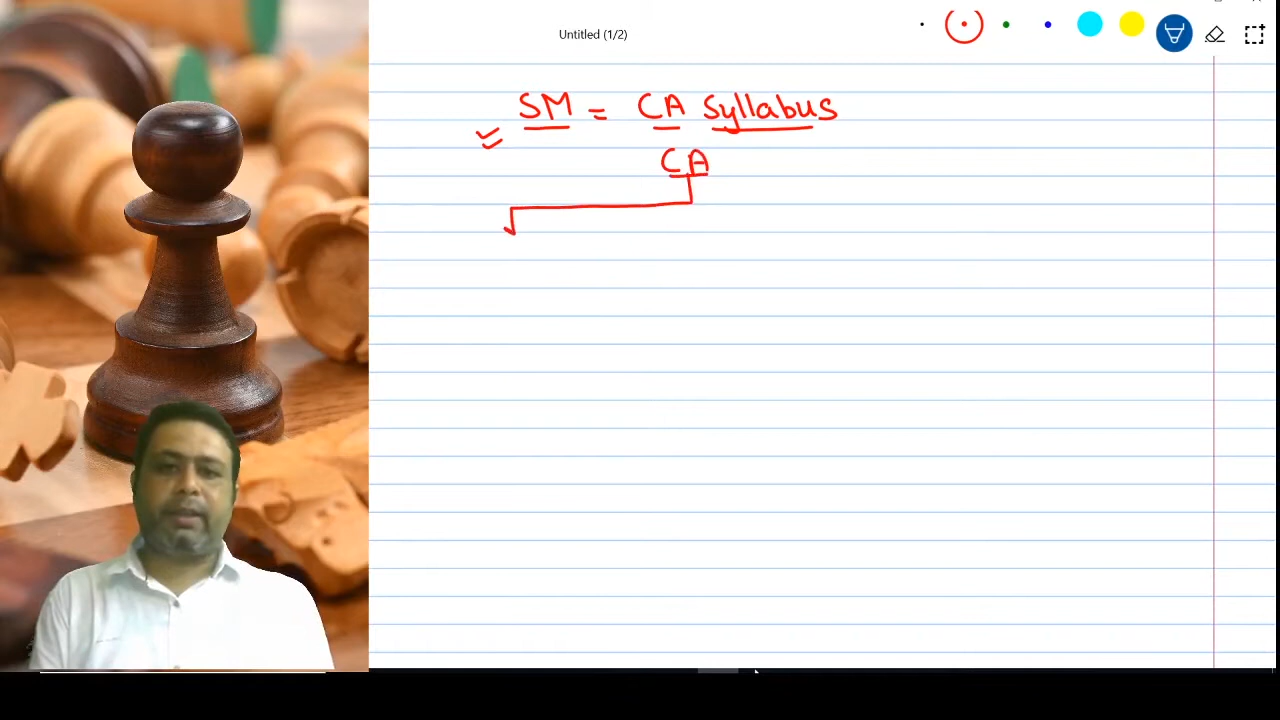 Untitled (1/2)
SM = CA Syllabus
CA